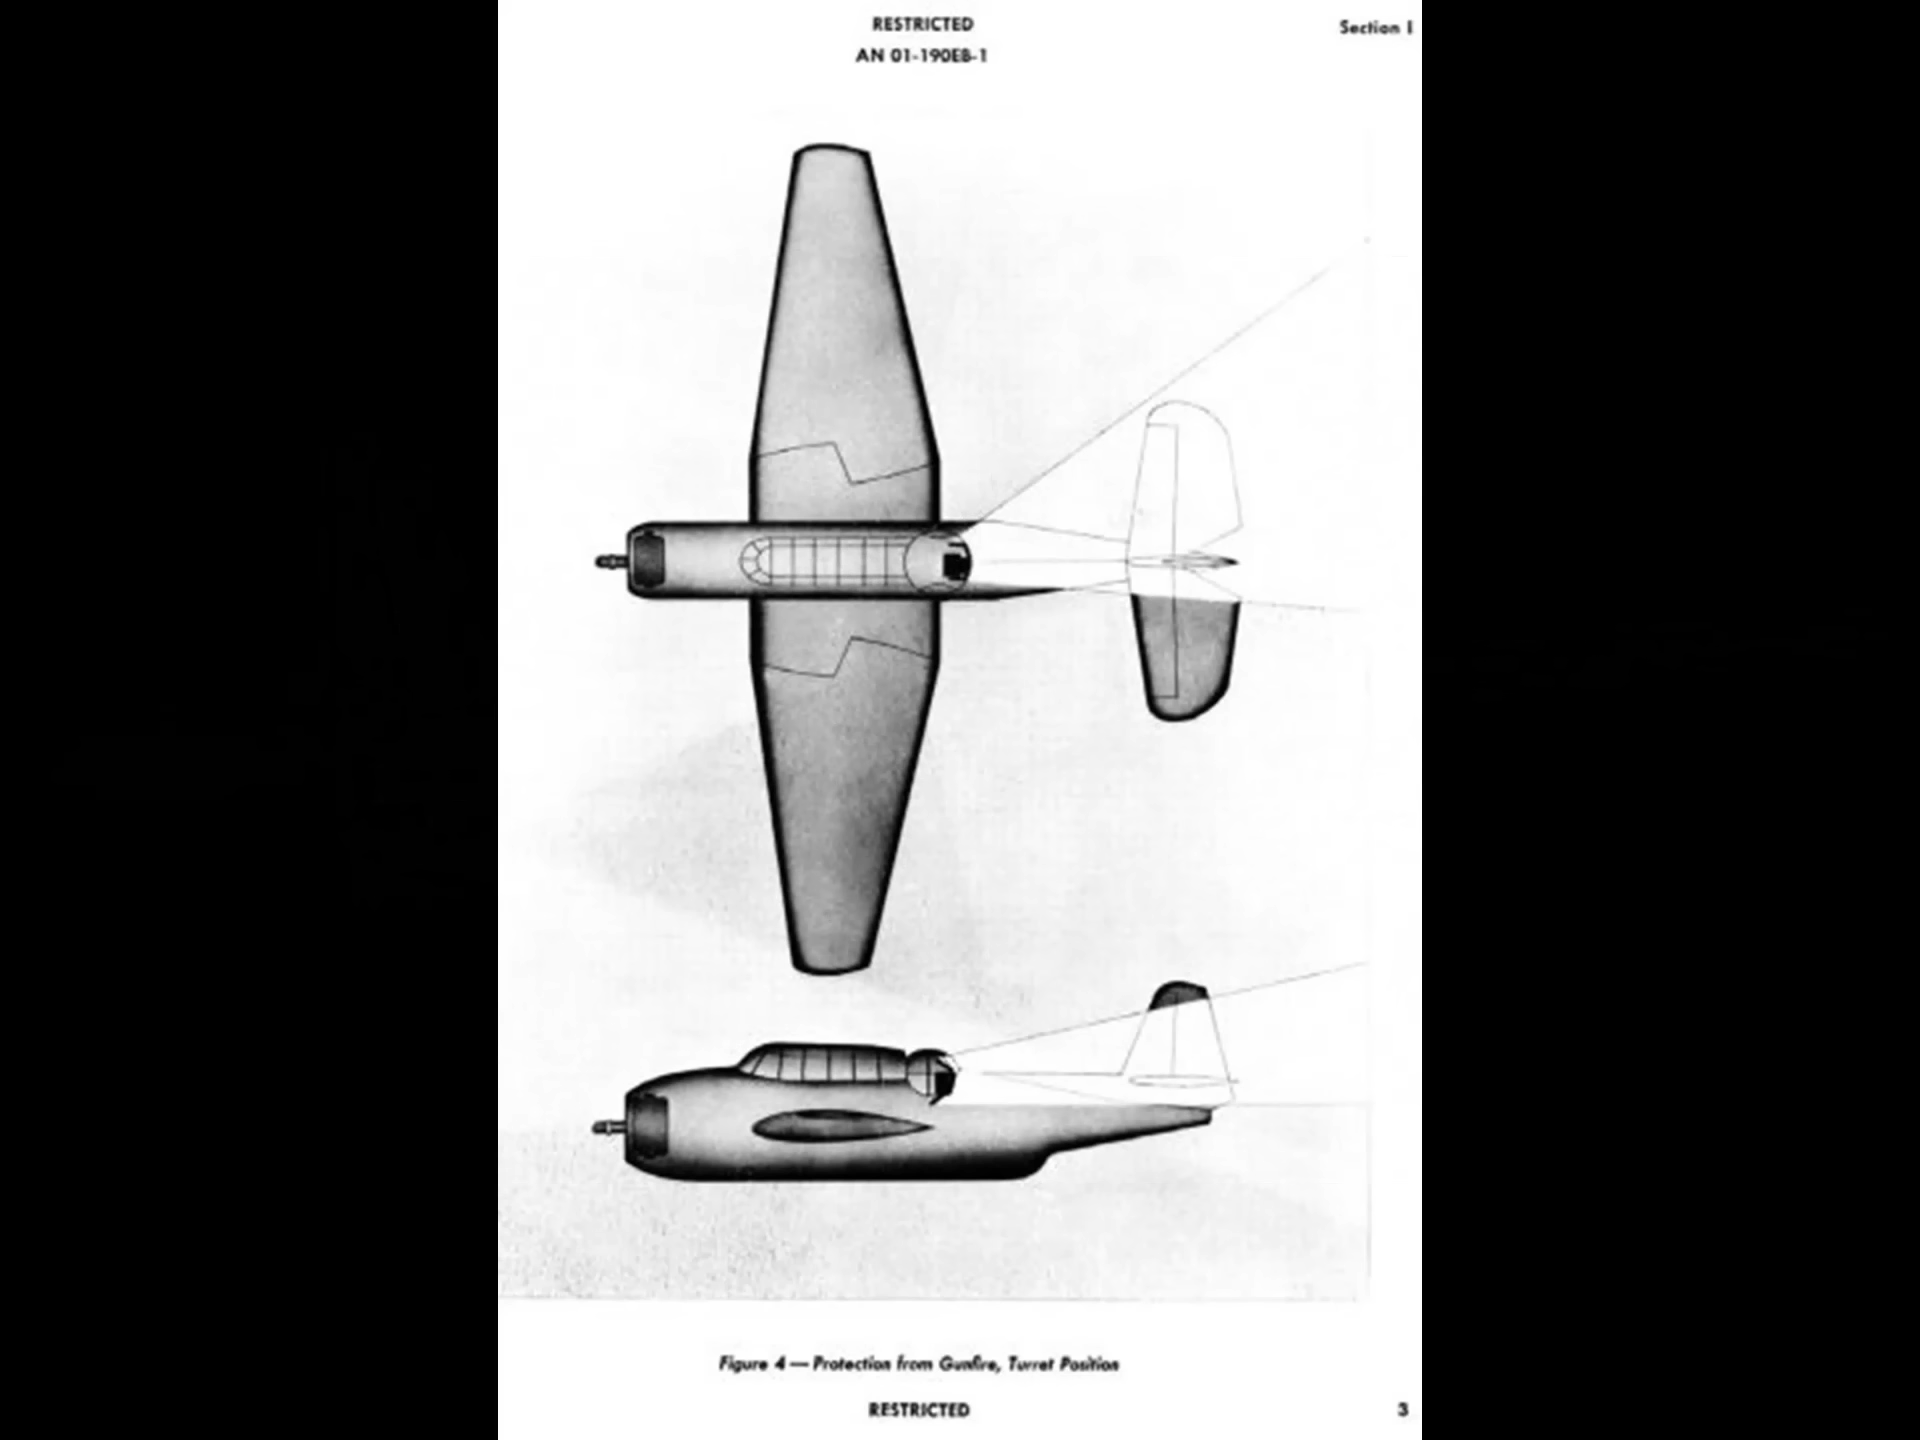 RESTRICTED
Section I
AN 01-190EB-1
Figure 4 — Protection from Gunfire, Turret Position
RESTRICTED
3